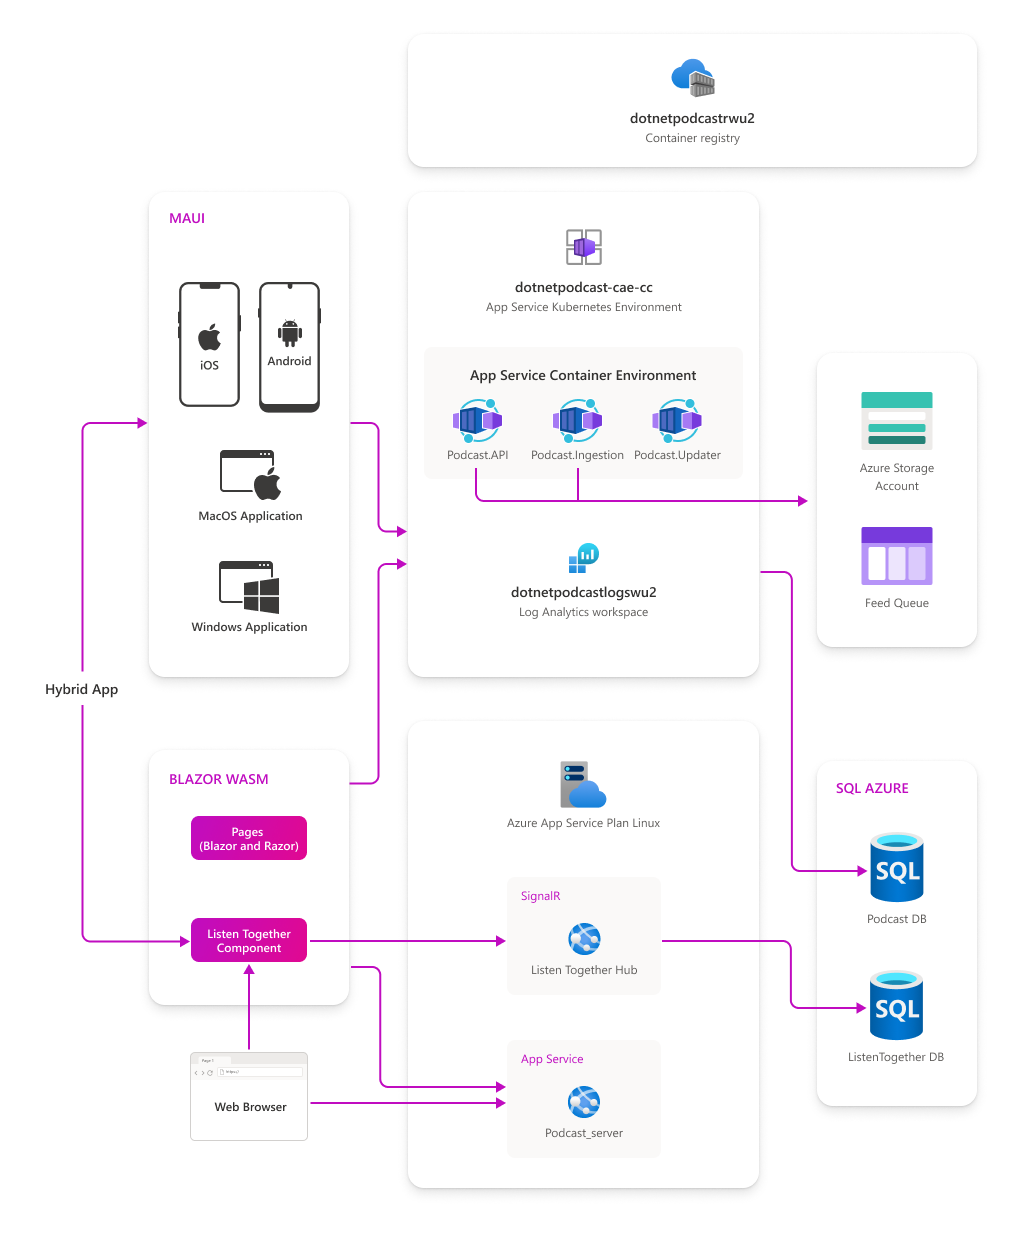 dotnetpodcastrwu2
Container registry
MAUI
iOS
Android
MacOS Application
Windows Application
dotnetpodcast-cae-cc
App Service Kubernetes Environment
App Service Container Environment
Podcast.API
Podcast.Ingestion
Podcast.Updater
dotnetpodcastlogswu2
Log Analytics workspace
Azure Storage
Account
Feed Queue
Hybrid App
BLAZOR WASM
Pages
(Blazor and Razor)
Listen Together
Component
Azure App Service Plan Linux
SignalR
Listen Together Hub
App Service
Podcast_server
SQL AZURE
SQL
Podcast DB
SQL
ListenTogether DB
Page 1
https://
Web Browser